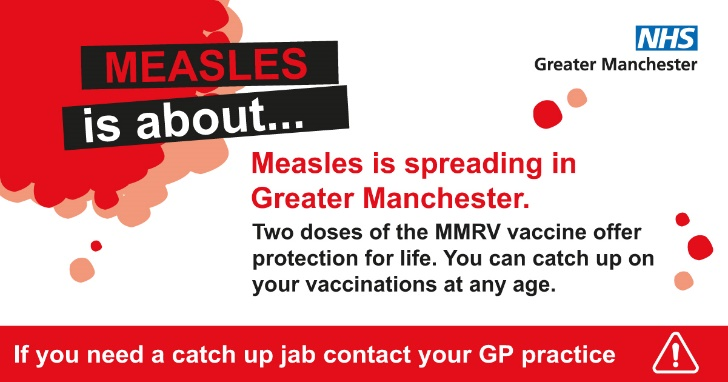 MEASLES
is about...
NHS
Greater Manchester
Measles is spreading in
Greater Manchester.
Two doses of the MMRV vaccine offer
protection for life. You can catch up on
your vaccinations at any age.
If you need a catch up jab contact your GP practice